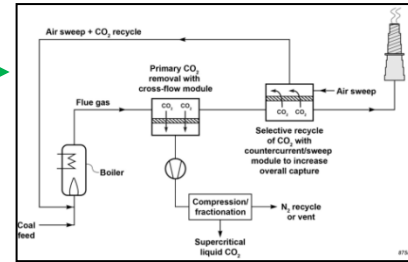 Air sweep + CO₂ recycle
Primary CO₂
removal with
cross-flow module
Flue gas
CO₂ CO₂
CO₂ CO₂
Air sweep
Selective recycle
of CO₂ with
countercurrent/sweep
module to increase
overall capture
Boiler
Coal
feed
Compression/
fractionation
N₂ recycle
or vent
Supercritical
liquid CO₂